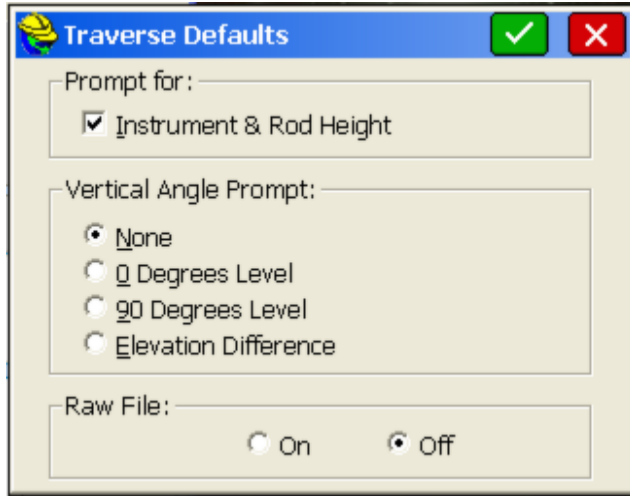 Traverse Defaults
Prompt for:
Instrument & Rod Height
Vertical Angle Prompt:
None
0 Degrees Level
90 Degrees Level
Elevation Difference
Raw File:
On Off